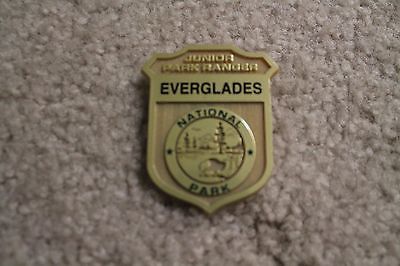 JUNIOR
PARK RANGER
EVERGLADES
NATIONAL
PARK